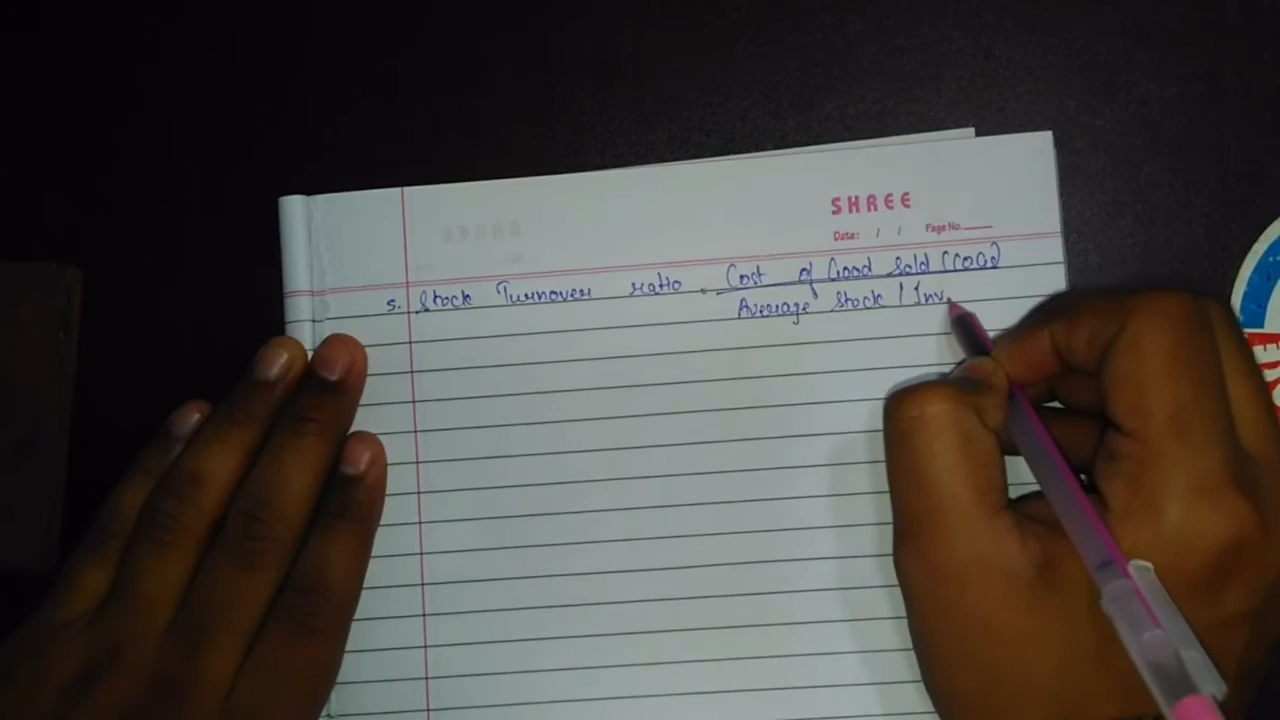 SHREE
Date: / / Page No.
5. Stock Turnover ratio = Cost of Good Sold (COGS)
Average Stock / Inv